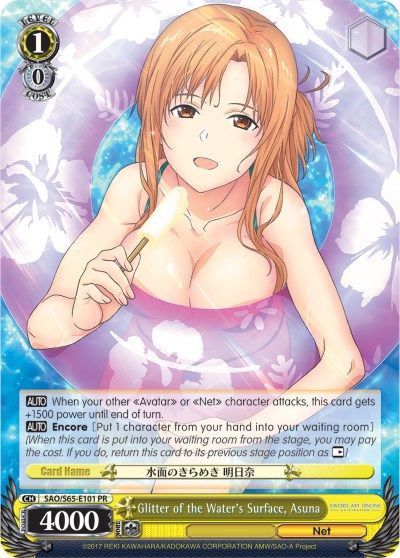 LEVEL
1
0
COST
AUTO When your other «Avatar» or «Net» character attacks, this card gets
+1500 power until end of turn.
AUTO Encore [Put 1 character from your hand into your waiting room]
(When this card is put into your waiting room from the stage, you may pay
the cost. If you do, return this card to its previous stage position as )
Card Name 水面のきらめき 明日奈
CH SAO/S65-E101 PR
Glitter of the Water's Surface, Asuna
SWORD ART ONLINE
POWER
4000
SOUL
Net
©2017 REKI KAWAHARA/KADOKAWA CORPORATION AMW/SAO-A Project